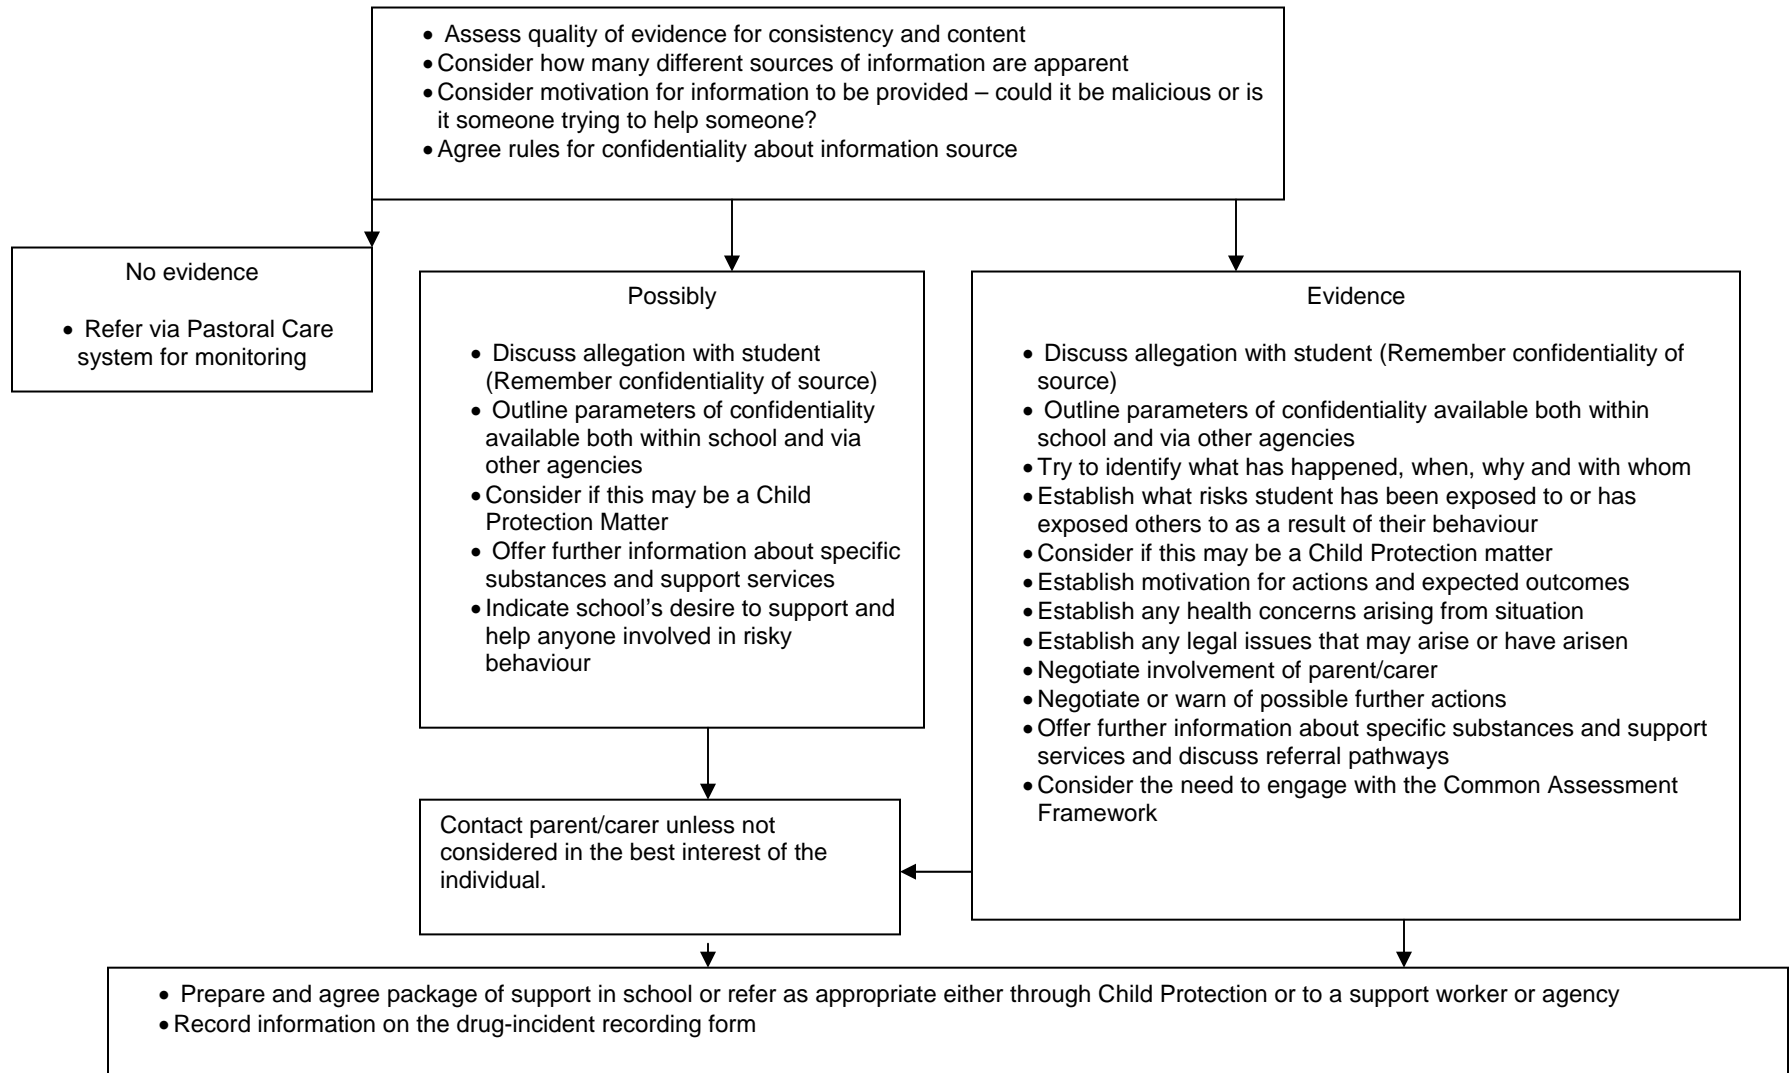 • Assess quality of evidence for consistency and content
• Consider how many different sources of information are apparent
• Consider motivation for information to be provided – could it be malicious or is
it someone trying to help someone?
• Agree rules for confidentiality about information source
No evidence
• Refer via Pastoral Care
system for monitoring
Possibly
• Discuss allegation with student
(Remember confidentiality of source)
• Outline parameters of confidentiality
available both within school and via
other agencies
• Consider if this may be a Child
Protection Matter
• Offer further information about specific
substances and support services
• Indicate school’s desire to support and
help anyone involved in risky
behaviour
Evidence
• Discuss allegation with student (Remember confidentiality of
source)
• Outline parameters of confidentiality available both within
school and via other agencies
• Try to identify what has happened, when, why and with whom
• Establish what risks student has been exposed to or has
exposed others to as a result of their behaviour
• Consider if this may be a Child Protection matter
• Establish motivation for actions and expected outcomes
• Establish any health concerns arising from situation
• Establish any legal issues that may arise or have arisen
• Negotiate involvement of parent/carer
• Negotiate or warn of possible further actions
• Offer further information about specific substances and support
services and discuss referral pathways
• Consider the need to engage with the Common Assessment
Framework
Contact parent/carer unless not
considered in the best interest of the
individual.
• Prepare and agree package of support in school or refer as appropriate either through Child Protection or to a support worker or agency
• Record information on the drug-incident recording form